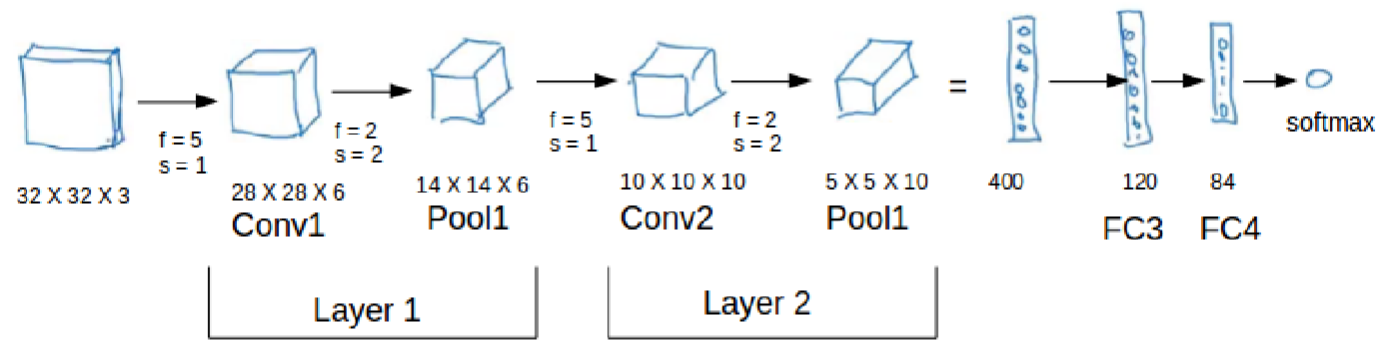 f = 5
s = 1
f = 2
s = 2
f = 5
s = 1
f = 2
s = 2
=
softmax
32 X 32 X 3
28 X 28 X 6
14 X 14 X 6
10 X 10 X 10
5 X 5 X 10
400
120
84
Conv1
Pool1
Conv2
Pool1
FC3
FC4
Layer 1
Layer 2